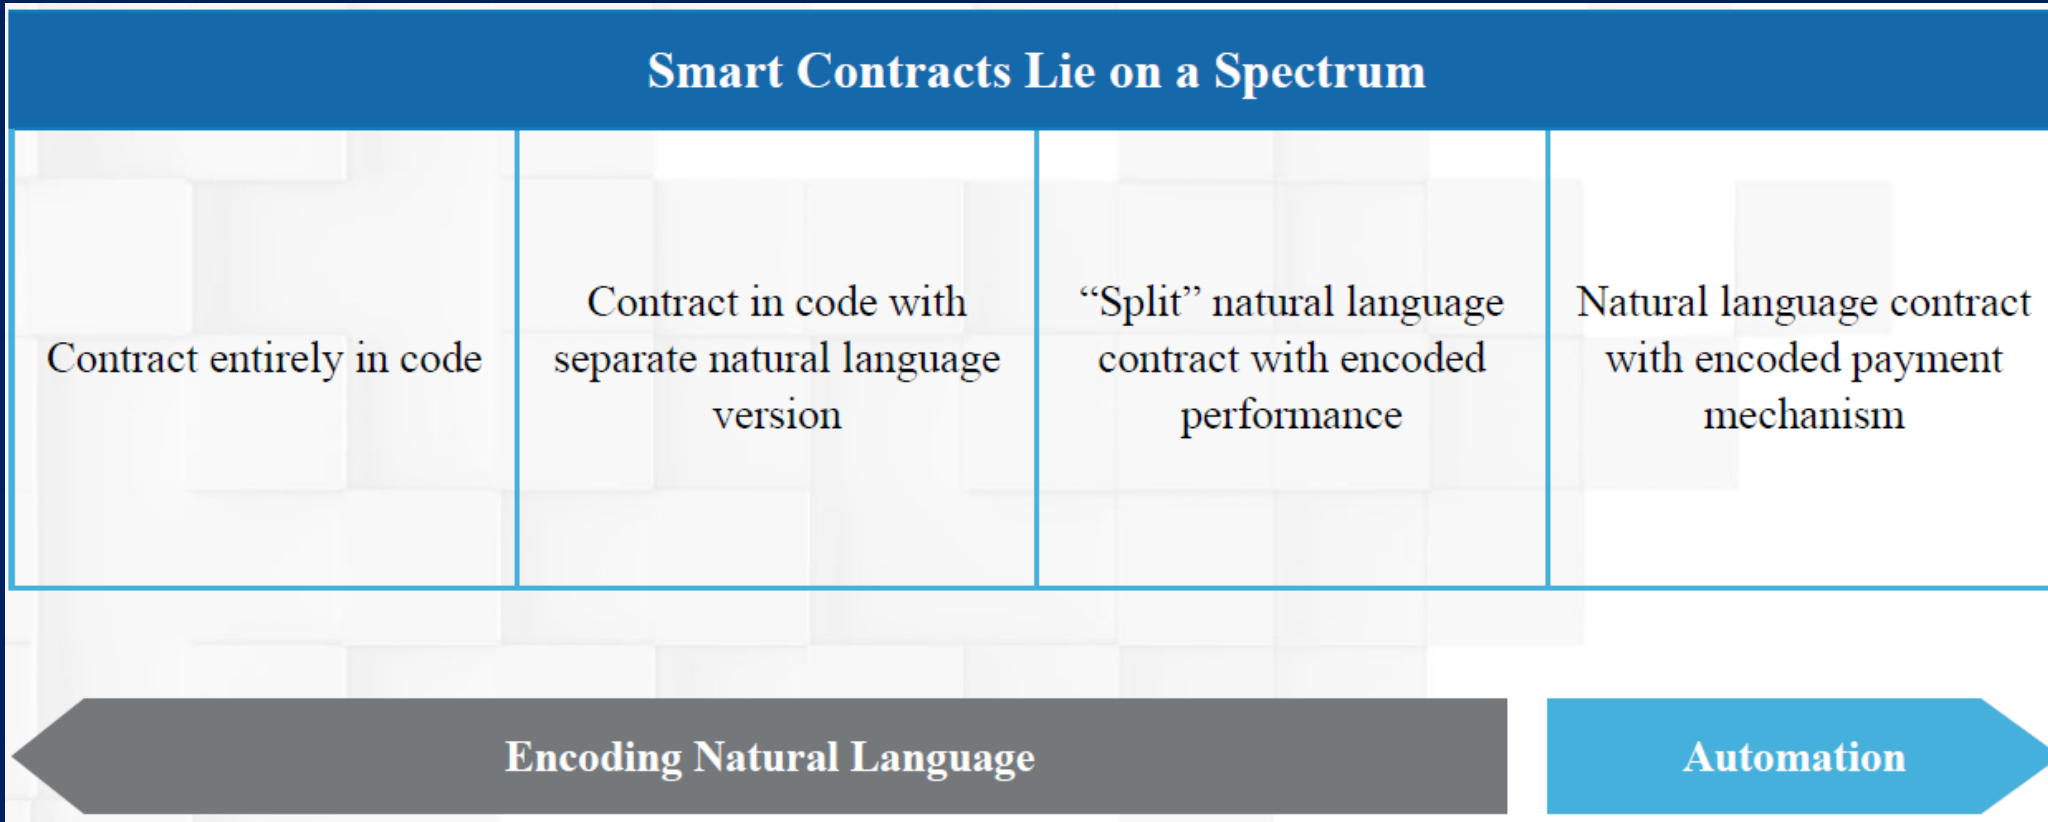 Smart Contracts Lie on a Spectrum
Contract entirely in code
Contract in code with
separate natural language
version
“Split” natural language
contract with encoded
performance
Natural language contract
with encoded payment
mechanism
Encoding Natural Language
Automation